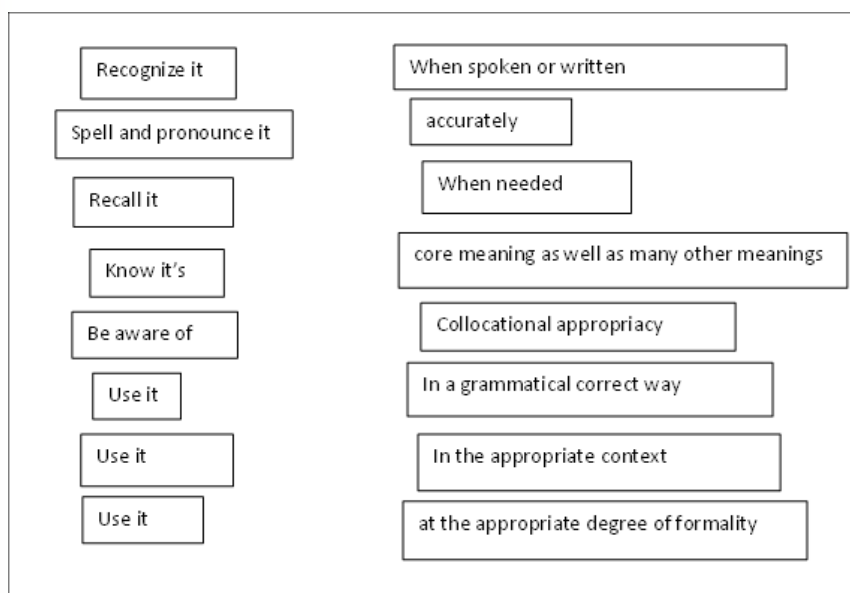 Recognize it
When spoken or written
Spell and pronounce it
accurately
Recall it
When needed
Know it's
core meaning as well as many other meanings
Be aware of
Collocational appropriacy
Use it
In a grammatical correct way
Use it
In the appropriate context
Use it
at the appropriate degree of formality